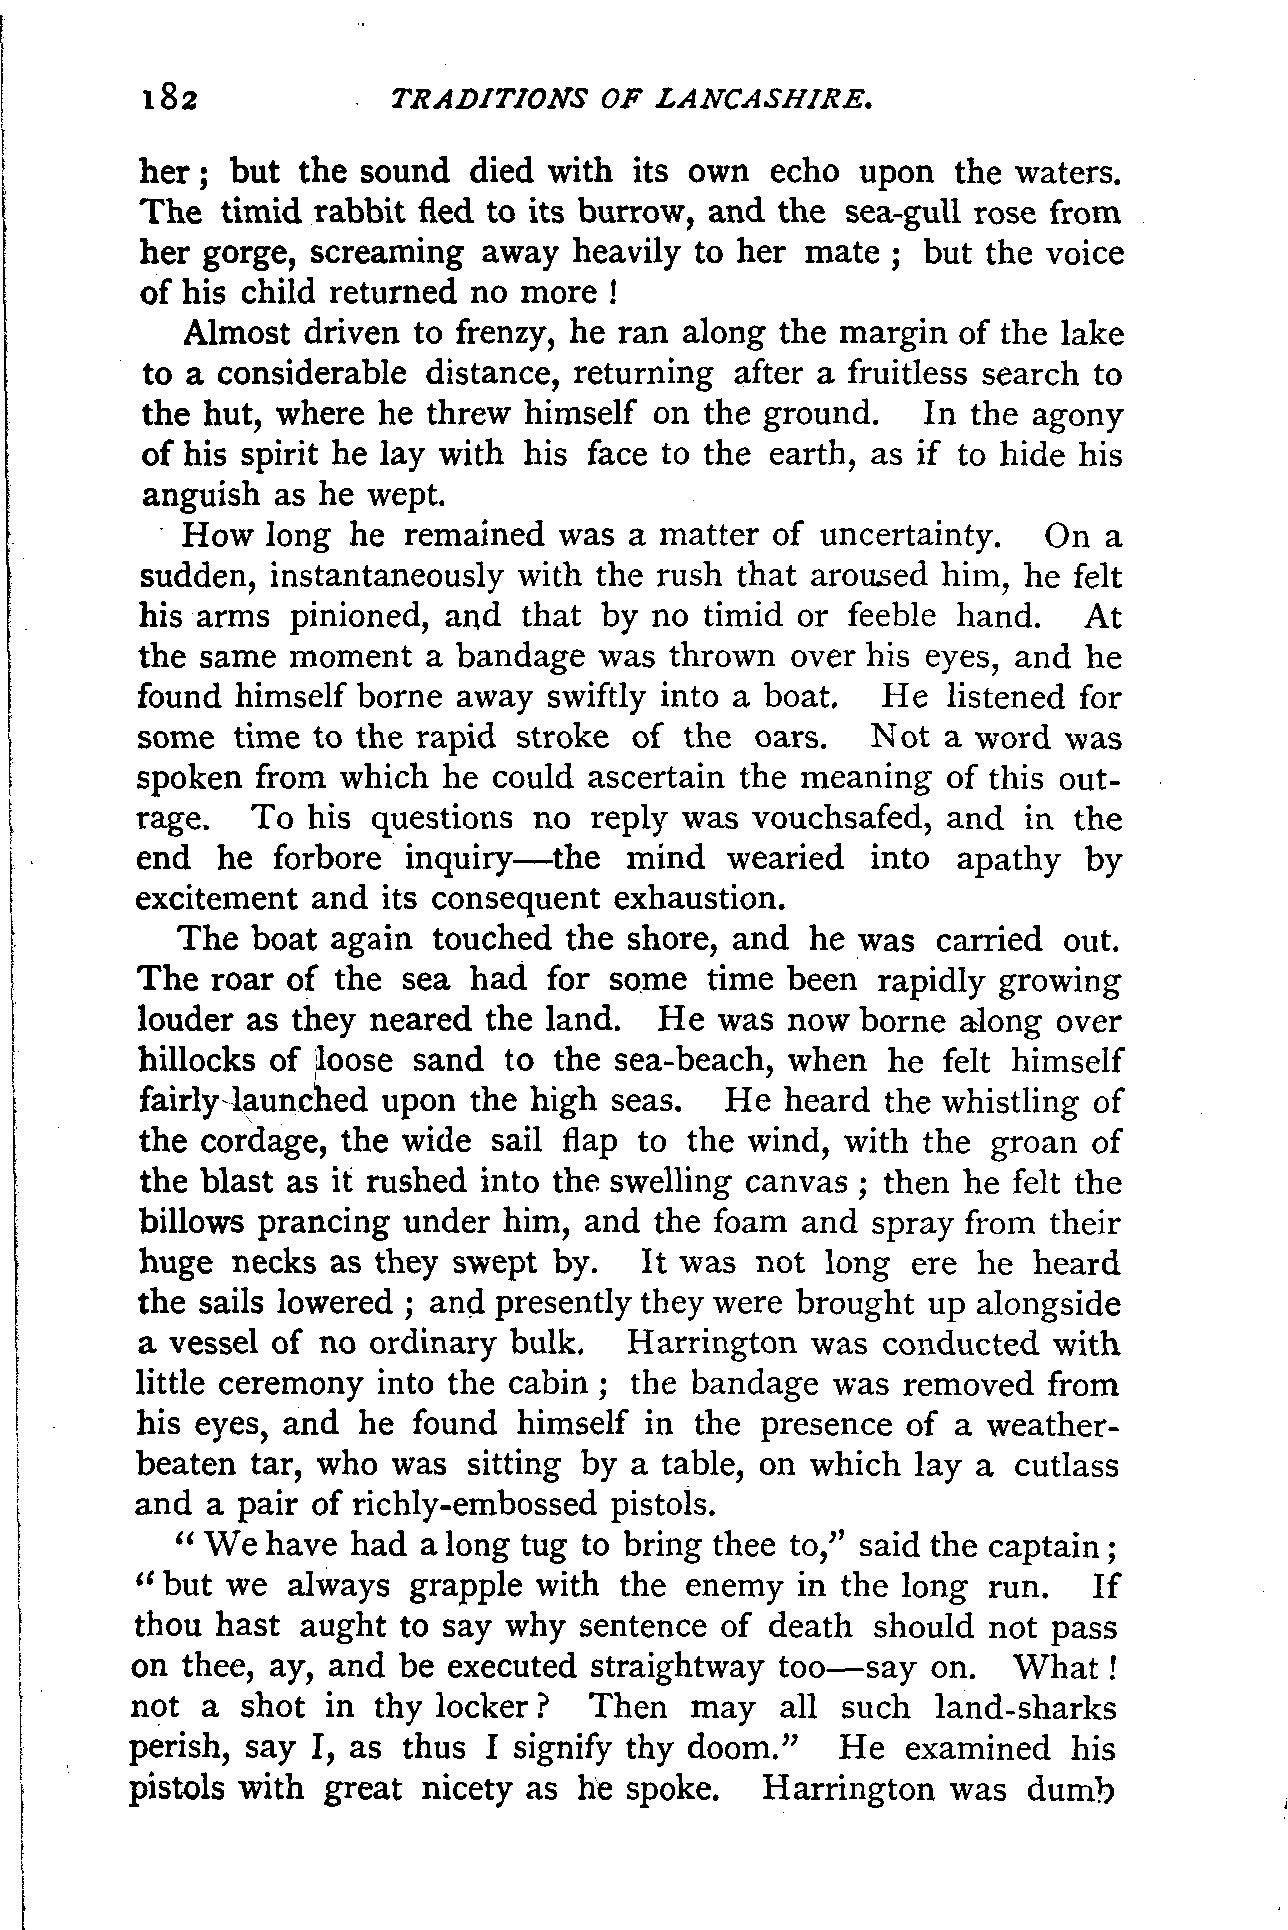 182 TRADITIONS OF LANCASHIRE.
her ; but the sound died with its own echo upon the waters.
The timid rabbit fled to its burrow, and the sea-gull rose from
her gorge, screaming away heavily to her mate ; but the voice
of his child returned no more !
Almost driven to frenzy, he ran along the margin of the lake
to a considerable distance, returning after a fruitless search to
the hut, where he threw himself on the ground. In the agony
of his spirit he lay with his face to the earth, as if to hide his
anguish as he wept.
How long he remained was a matter of uncertainty. On a
sudden, instantaneously with the rush that aroused him, he felt
his arms pinioned, and that by no timid or feeble hand. At
the same moment a bandage was thrown over his eyes, and he
found himself borne away swiftly into a boat. He listened for
some time to the rapid stroke of the oars. Not a word was
spoken from which he could ascertain the meaning of this out-
rage. To his questions no reply was vouchsafed, and in the
end he forbore inquiry—the mind wearied into apathy by
excitement and its consequent exhaustion.
The boat again touched the shore, and he was carried out.
The roar of the sea had for some time been rapidly growing
louder as they neared the land. He was now borne along over
hillocks of loose sand to the sea-beach, when he felt himself
fairly launched upon the high seas. He heard the whistling of
the cordage, the wide sail flap to the wind, with the groan of
the blast as it rushed into the swelling canvas ; then he felt the
billows prancing under him, and the foam and spray from their
huge necks as they swept by. It was not long ere he heard
the sails lowered ; and presently they were brought up alongside
a vessel of no ordinary bulk. Harrington was conducted with
little ceremony into the cabin ; the bandage was removed from
his eyes, and he found himself in the presence of a weather-
beaten tar, who was sitting by a table, on which lay a cutlass
and a pair of richly-embossed pistols.
“ We have had a long tug to bring thee to,” said the captain ;
“ but we always grapple with the enemy in the long run. If
thou hast aught to say why sentence of death should not pass
on thee, ay, and be executed straightway too—say on. What !
not a shot in thy locker ? Then may all such land-sharks
perish, say I, as thus I signify thy doom.” He examined his
pistols with great nicety as he spoke. Harrington was dumb